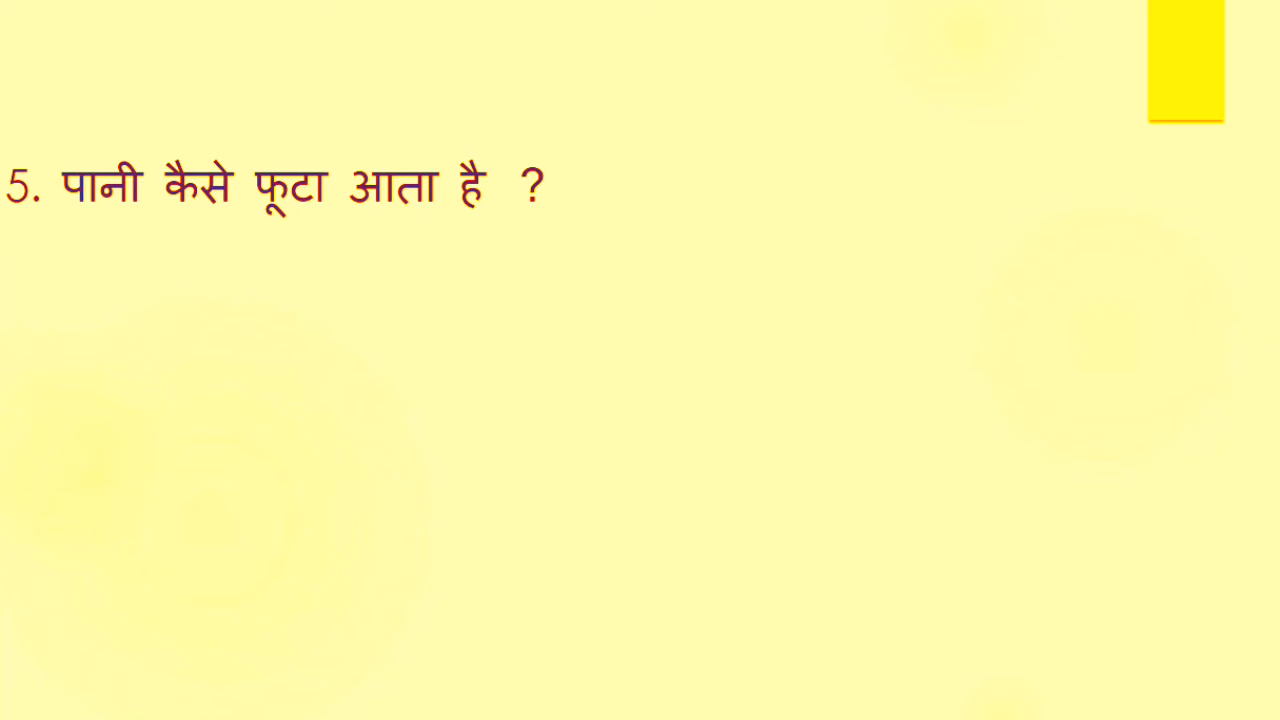 5. पानी कैसे फूटा आता है ?